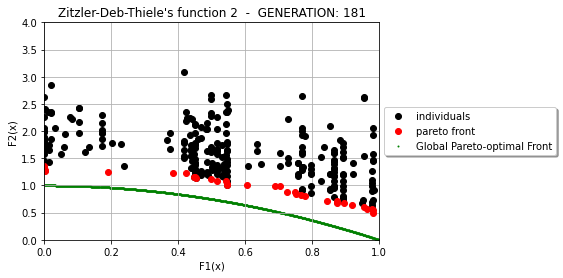 Zitzler-Deb-Thiele's function 2 - GENERATION: 181
4.0
3.5
3.0
2.5
2.0
1.5
1.0
0.5
0.0
F2(x)
0.0 0.2 0.4 0.6 0.8 1.0
F1(x)
individuals
pareto front
Global Pareto-optimal Front